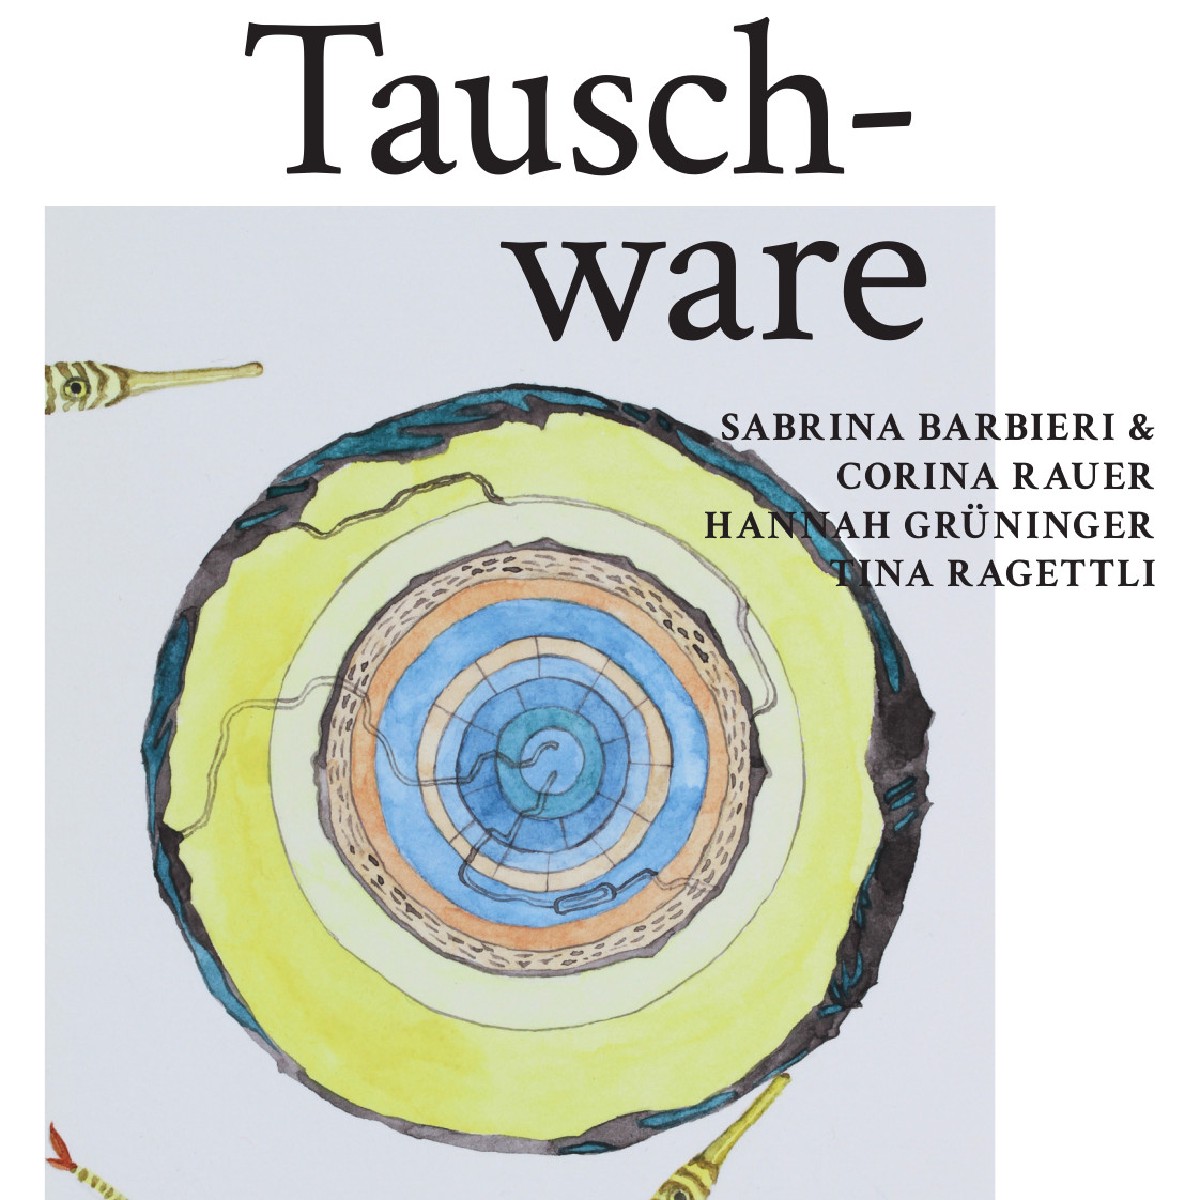 Tausch-
ware
SABRINA BARBIERI &
CORINA RAUER
HANNAH GRÜNINGER
TINA RAGETTLI